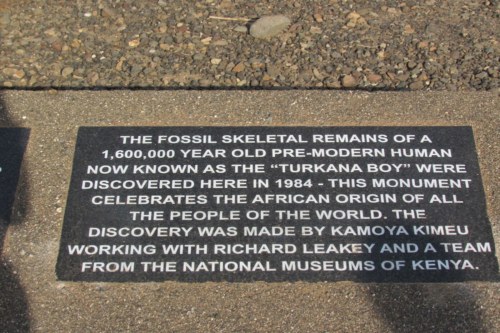 THE FOSSIL SKELETAL REMAINS OF A
1,600,000 YEAR OLD PRE-MODERN HUMAN
NOW KNOWN AS THE "TURKANA BOY" WERE
DISCOVERED HERE IN 1984 - THIS MONUMENT
CELEBRATES THE AFRICAN ORIGIN OF ALL
THE PEOPLE OF THE WORLD. THE
DISCOVERY WAS MADE BY KAMOYA KIMEU
WORKING WITH RICHARD LEAKEY AND A TEAM
FROM THE NATIONAL MUSEUMS OF KENYA.